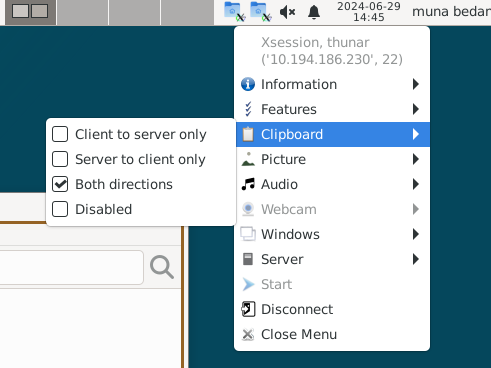 2024-06-29
14:45
muna bedan
Xsession, thunar
('10.194.186.230', 22)
Information
Features
Clipboard
Picture
Audio
Webcam
Windows
Server
Start
Disconnect
Close Menu
Client to server only
Server to client only
Both directions
Disabled